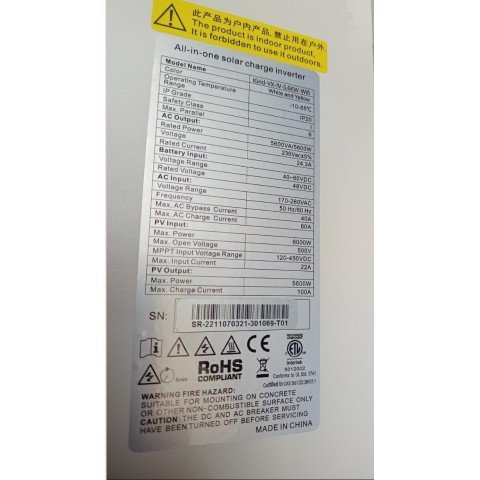 此产品为户内产品,禁止用在户外.
The product is indoor product,
It is forbidden to use it outdoors.
All-in-one solar charge inverter
Model Name
Color White and Yellow
Operating Temperature Range -10~55℃
IP Grade IP20
Safety Class I
Max. Parallel 6
AC Output:
Rated Power 5600VA/5600W
Voltage 230Vac±5%
Rated Current 24.3A
Battery Input:
Voltage Range 40~60VDC
Rated Voltage 48VDC
AC Input:
Voltage Range 170-280VAC
Frequency 50 Hz/60 Hz
Max. AC Bypass Current 40A
Max. AC Charge Current 60A
PV Input:
Max. Power 6000W
Max. Open Voltage 500V
MPPT Input Voltage Range 120-450VDC
Max. Input Current 22A
PV Output:
Max. Power 5600W
Max. Charge Current 100A
SN:
SR-2211070321-301069-T01
5min
RoHS
COMPLIANT
CE
ETL
Intertek
5012002
Conforms to UL Std. 1741
WARNING FIRE HAZARD:
SUITABLE FOR MOUNTING ON CONCRETE
OR OTHER NON-COMBUSTIBLE SURFACE ONLY
CAUTION: THE DC AND AC BREAKER MUST
HAVE BEEN TURNED OFF BEFORE SERVICING
MADE IN CHINA